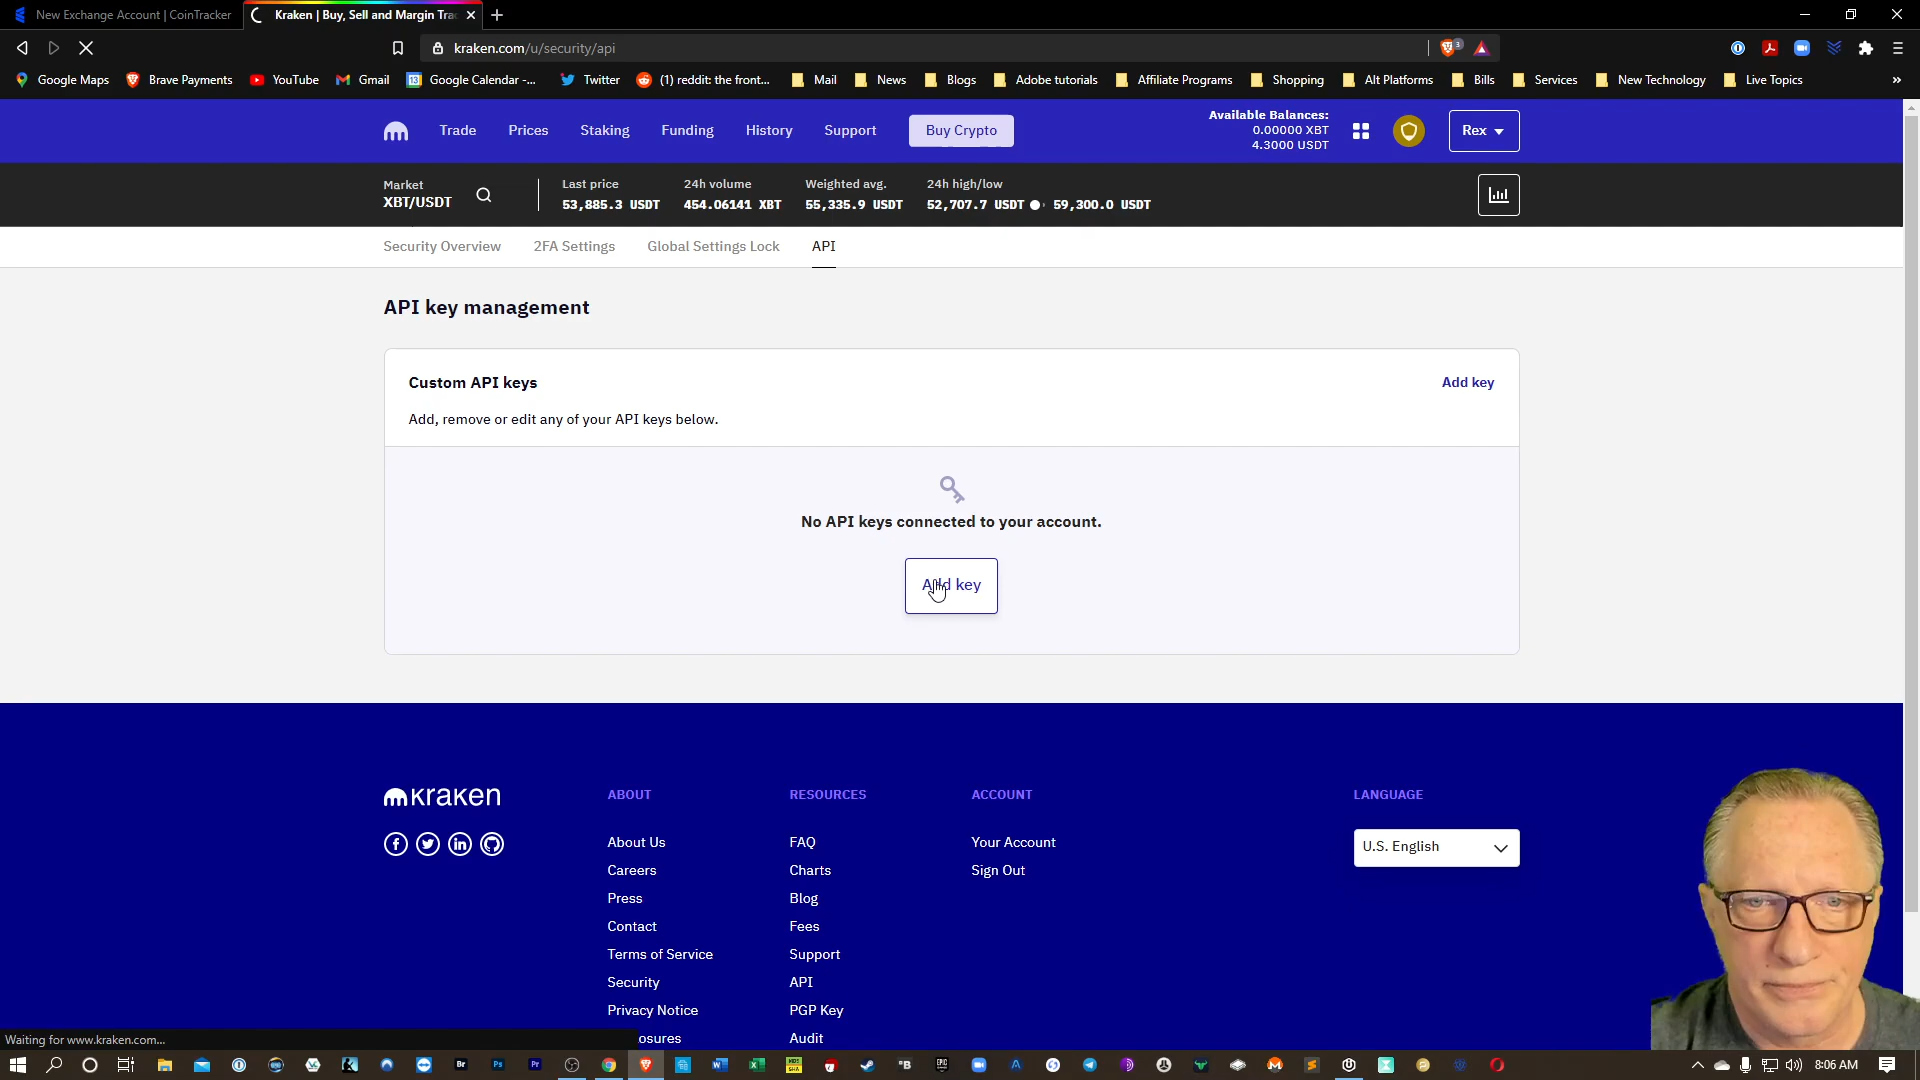 New Exchange Account | CoinTracker
Kraken | Buy, Sell and Margin Tra
kraken.com/u/security/api
3
Google Maps
Brave Payments
YouTube
Gmail
Google Calendar -...
Twitter
(1) reddit: the front...
Mail
News
Blogs
Adobe tutorials
Affiliate Programs
Shopping
Alt Platforms
Bills
Services
New Technology
Live Topics
Trade
Prices
Staking
Funding
History
Support
Buy Crypto
Available Balances:
0.00000 XBT
4.3000 USDT
Rex
Market
XBT/USDT
Last price
53,885.3 USDT
24h volume
454.06141 XBT
Weighted avg.
55,335.9 USDT
24h high/low
52,707.7 USDT
59,300.0 USDT
Security Overview
2FA Settings
Global Settings Lock
API
API key management
Custom API keys
Add key
Add, remove or edit any of your API keys below.
No API keys connected to your account.
Add key
kraken
ABOUT
About Us
Careers
Press
Contact
Terms of Service
Security
Privacy Notice
osures
RESOURCES
FAQ
Charts
Blog
Fees
Support
API
PGP Key
Audit
ACCOUNT
Your Account
Sign Out
LANGUAGE
U.S. English
Waiting for www.kraken.com...
8:06 AM